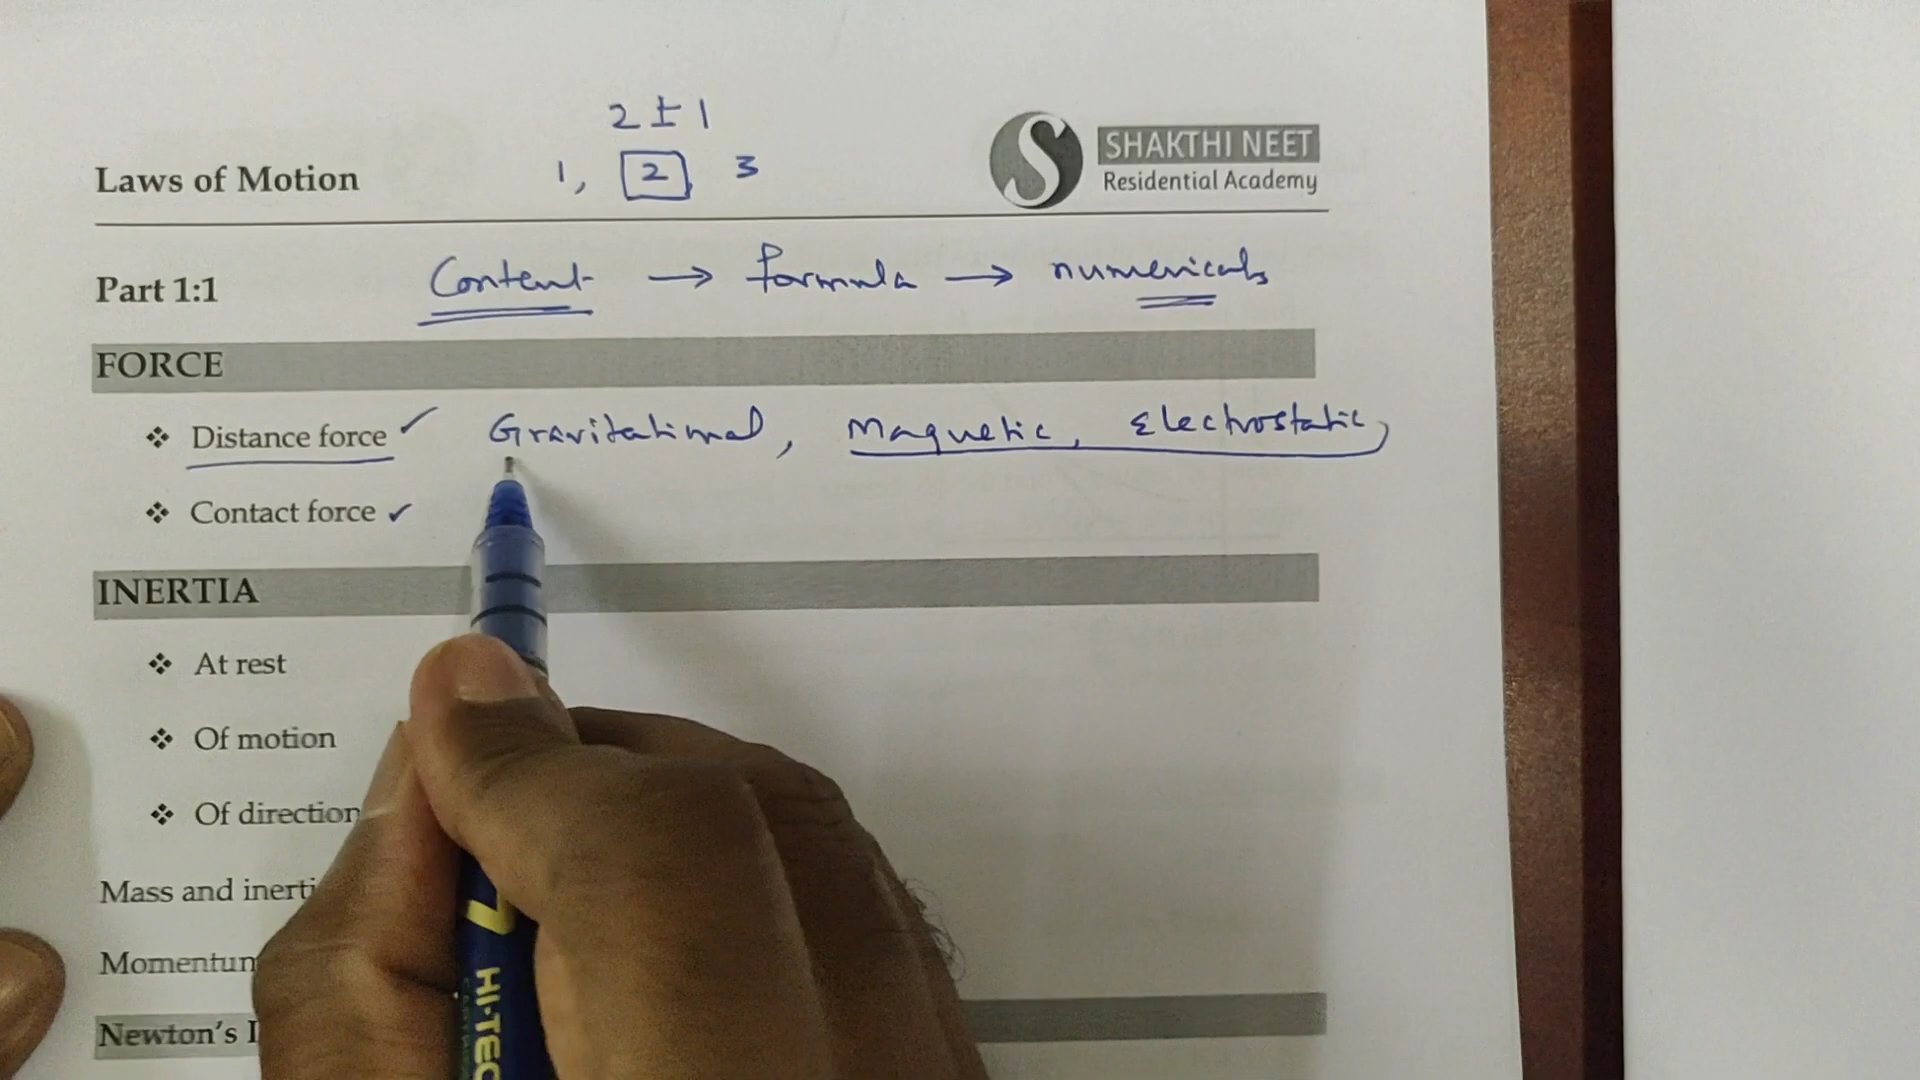 2 ± 1
Laws of Motion 1, 2, 3
SHAKTHI NEET
Residential Academy
Part 1:1 Content → formula → numericals
FORCE
❖ Distance force ✓ Gravitational, Magnetic, Electrostatic,
❖ Contact force ✓
INERTIA
❖ At rest
❖ Of motion
❖ Of direction
Mass and inerti
Momentum
Newton's I
HI-TEC